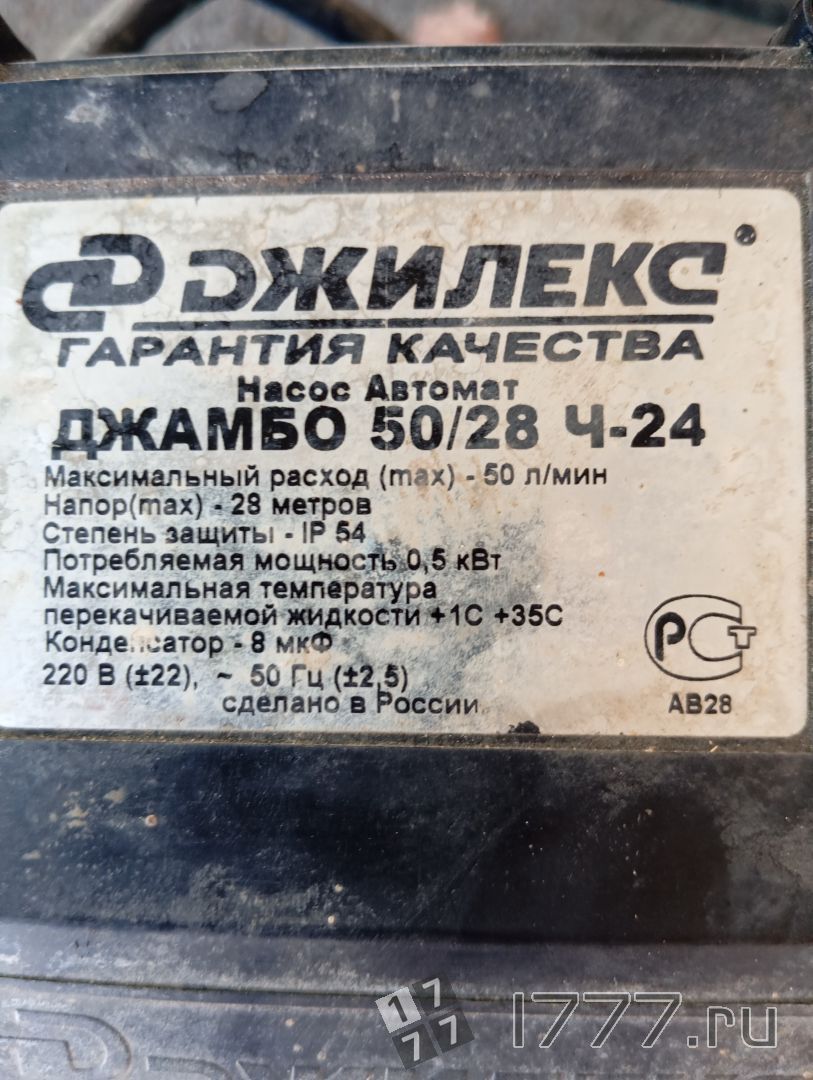 ДЖИЛЕКС®
ГАРАНТИЯ КАЧЕСТВА
Насос Автомат
ДЖАМБО 50/28 Ч-24
Максимальный расход (max) - 50 л/мин
Напор(max) - 28 метров
Степень защиты - IP 54
Потребляемая мощность 0,5 кВт
Максимальная температура
перекачиваемой жидкости +1С +35С
Конденсатор - 8 мкФ
220 В (±22), ~ 50 Гц (±2,5)
сделано в России
РСТ
АВ28
1777
1777.ru